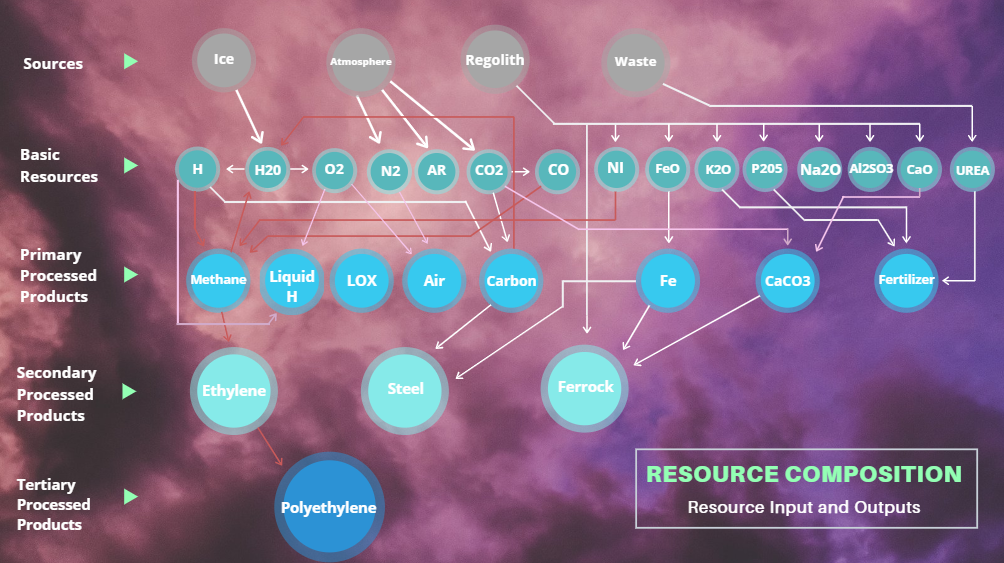 Sources
Ice
Atmosphere
Regolith
Waste
Basic
Resources
H
H20
O2
N2
AR
CO2
CO
NI
FeO
K2O
P205
Na2O
Al2SO3
CaO
UREA
Primary
Processed
Products
Methane
Liquid
H
LOX
Air
Carbon
Fe
CaCO3
Fertilizer
Secondary
Processed
Products
Ethylene
Steel
Ferrock
Tertiary
Processed
Products
Polyethylene
RESOURCE COMPOSITION
Resource Input and Outputs